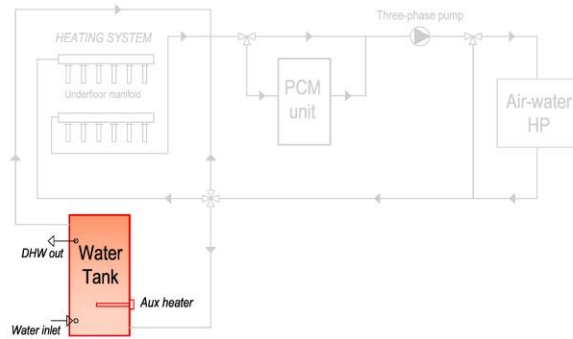 Three-phase pump
HEATING SYSTEM
Underfloor manifold
PCM
unit
Air-water
HP
DHW out
Water
Tank
Aux heater
Water inlet